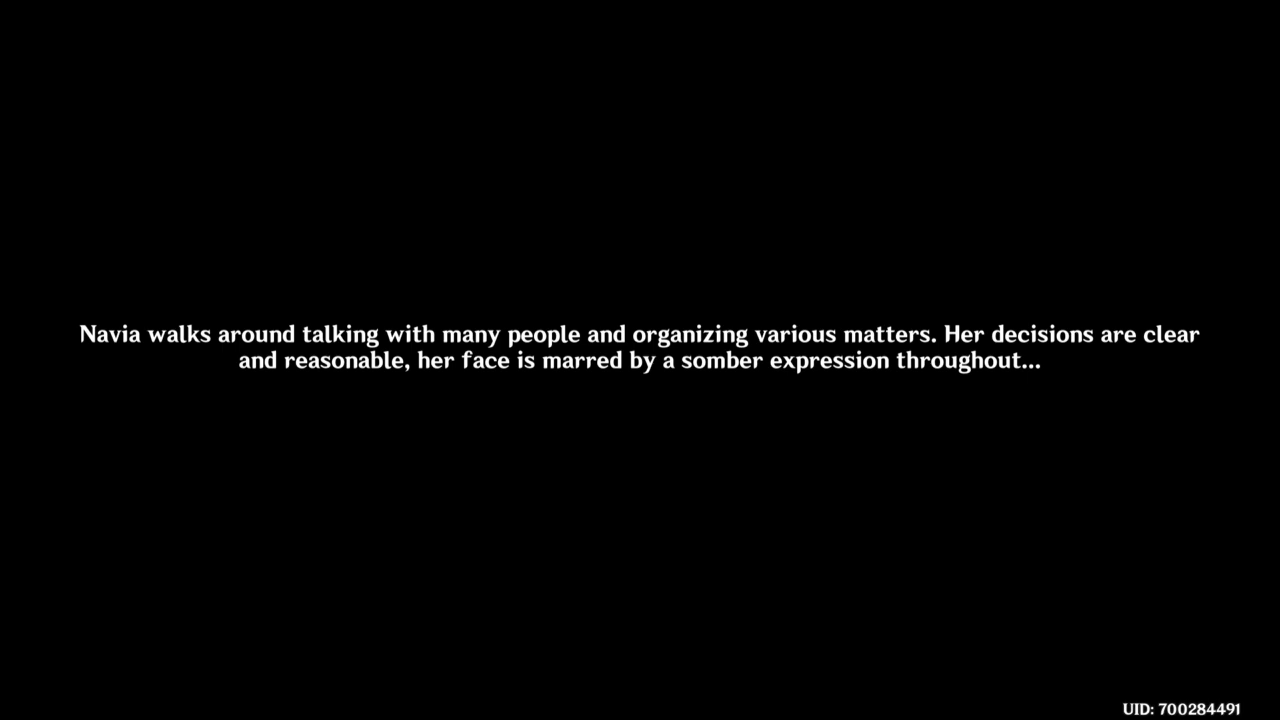 Navia walks around talking with many people and organizing various matters. Her decisions are clear
and reasonable, her face is marred by a somber expression throughout...
UID: 700284491